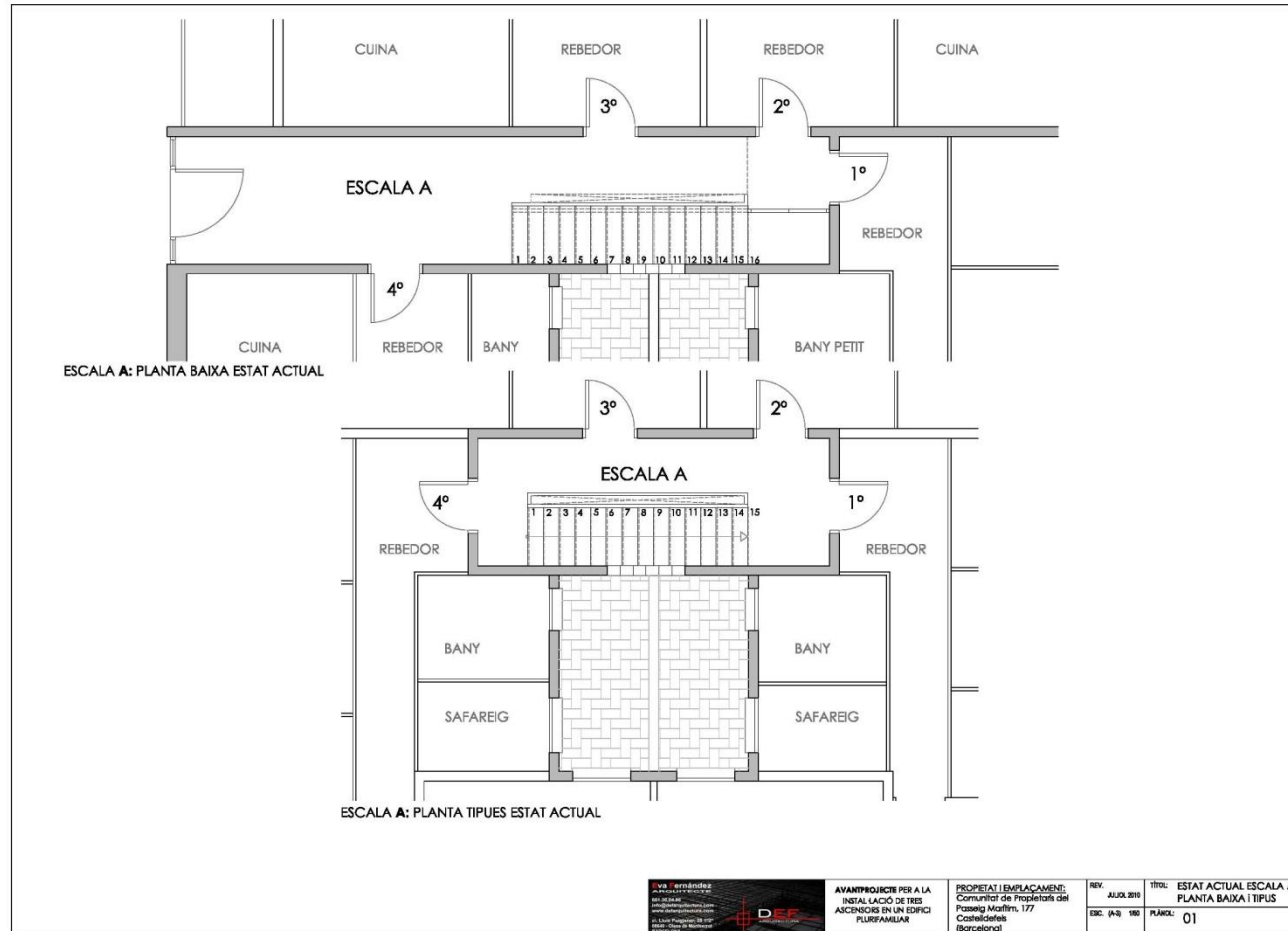 CUINA
REBEDOR
REBEDOR
CUINA
3º
2º
1º
ESCALA A
REBEDOR
1 2 3 4 5 6 7 8 9 10 11 12 13 14 15 16
4º
CUINA
REBEDOR
BANY
BANY PETIT
ESCALA A: PLANTA BAIXA ESTAT ACTUAL
3º
2º
ESCALA A
4º
1º
1 2 3 4 5 6 7 8 9 10 11 12 13 14 15
REBEDOR
REBEDOR
BANY
BANY
SAFAREIG
SAFAREIG
ESCALA A: PLANTA TIPUES ESTAT ACTUAL
Eva Fernández
ARQUITECTE
DEF
AVANTPROJECTE PER A LA
INSTAL·LACIÓ DE TRES
ASCENSORS EN UN EDIFICI
PLURIFAMILIAR
PROPIETAT I EMPLAÇAMENT:
Comunitat de Propietaris del
Passeig Marítim, 177
Castelldefels
(Barcelona)
REV. JULIOL 2010
ESC. (A-3) 1/50
TÍTOL: ESTAT ACTUAL ESCALA
PLANTA BAIXA I TIPUS
PLÀNOL: 01